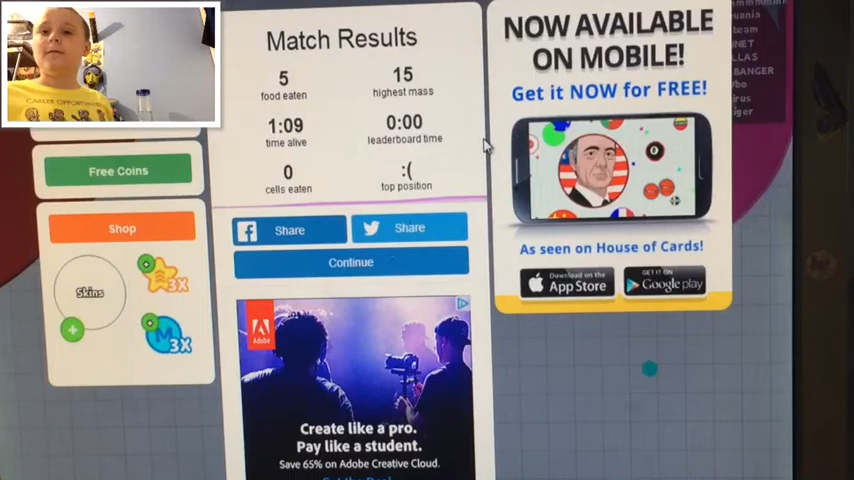 CAREER OPPORT
Free Coins
Shop
Skins
3X
M
3X
Match Results
5
food eaten
15
highest mass
1:09
time alive
0:00
leaderboard time
0
cells eaten
:(
top position
Share
Share
Continue
Adobe
Create like a pro.
Pay like a student.
Save 65% on Adobe Creative Cloud.
NOW AVAILABLE
ON MOBILE!
Get it NOW for FREE!
As seen on House of Cards!
Download on the
App Store
GET IT ON
Google play
uania
team
BANGER